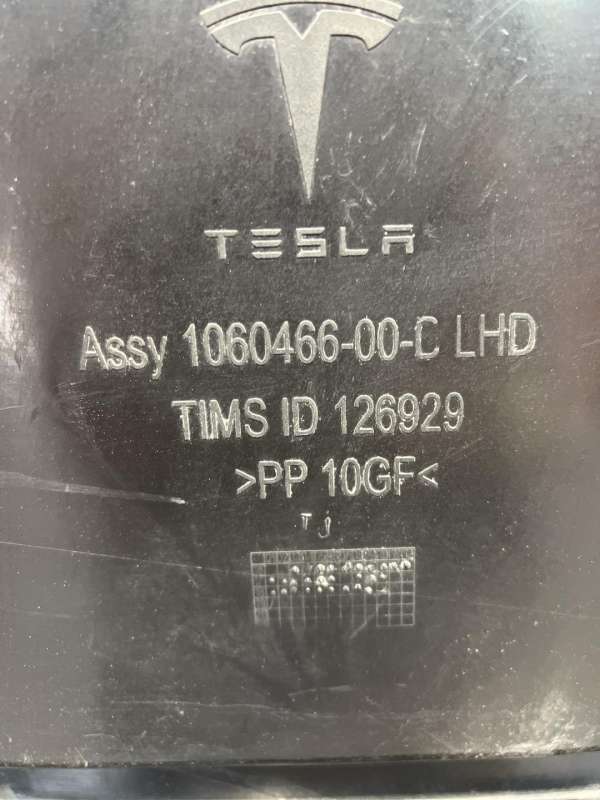 TESLA
Assy 1060466-00-C LHD
TIMS ID 126929
>PP 10GF<